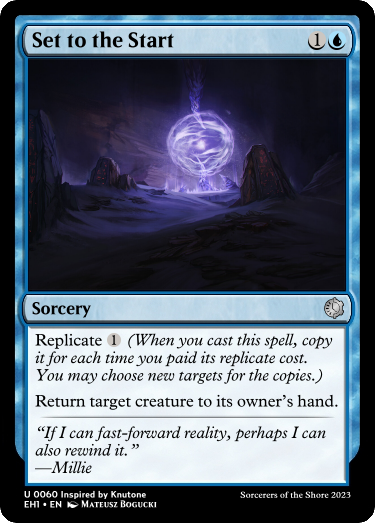 Set to the Start 1
Sorcery
Replicate 1 (When you cast this spell, copy
it for each time you paid its replicate cost.
You may choose new targets for the copies.)
Return target creature to its owner's hand.
"If I can fast-forward reality, perhaps I can
also rewind it."
—Millie
U 0060 Inspired by Knutone
EH1 • EN Mateusz Bogucki
Sorcerers of the Shore 2023